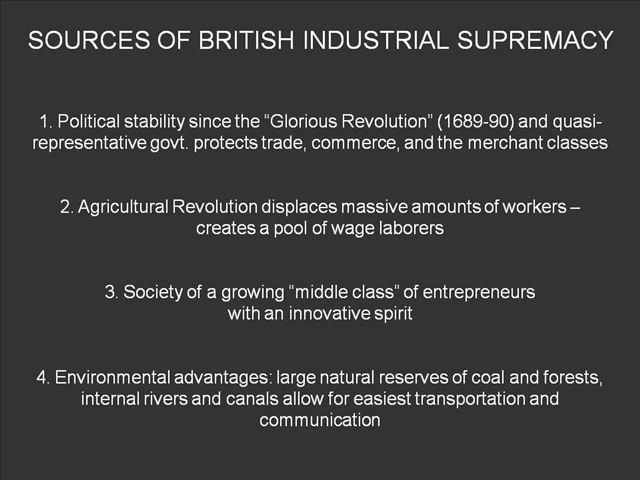 SOURCES OF BRITISH INDUSTRIAL SUPREMACY
1. Political stability since the “Glorious Revolution” (1689-90) and quasi-
representative govt. protects trade, commerce, and the merchant classes
2. Agricultural Revolution displaces massive amounts of workers –
creates a pool of wage laborers
3. Society of a growing “middle class” of entrepreneurs
with an innovative spirit
4. Environmental advantages: large natural reserves of coal and forests,
internal rivers and canals allow for easiest transportation and
communication